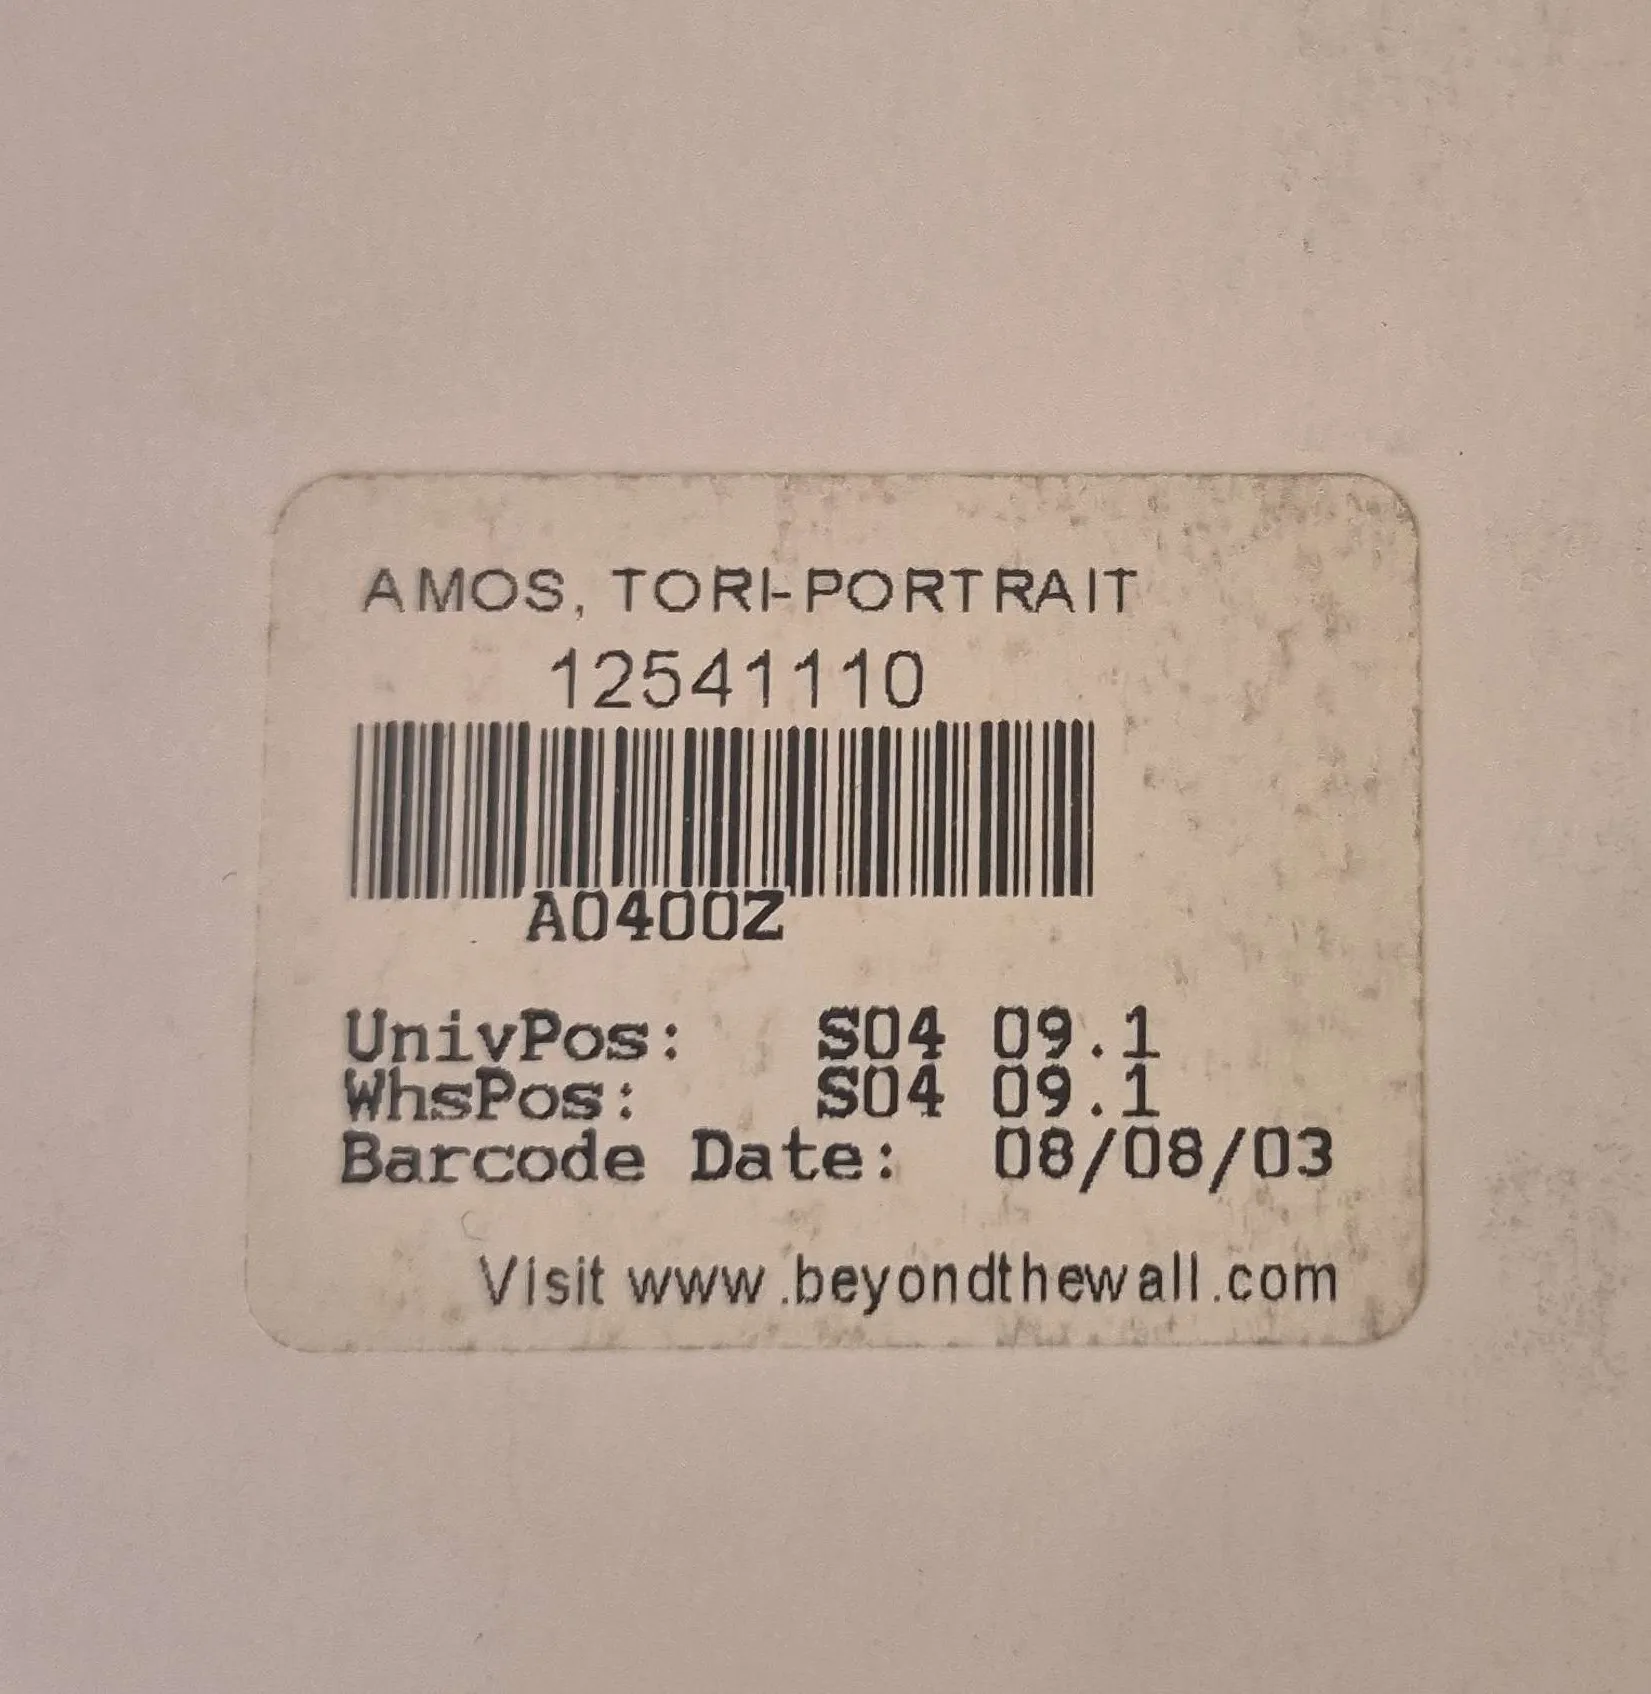 AMOS, TORI-PORTRAIT
12541110
A0400Z
UnivPos: S04 09.1
WhsPos: S04 09.1
Barcode Date: 08/08/03
Visit www.beyondthewall.com